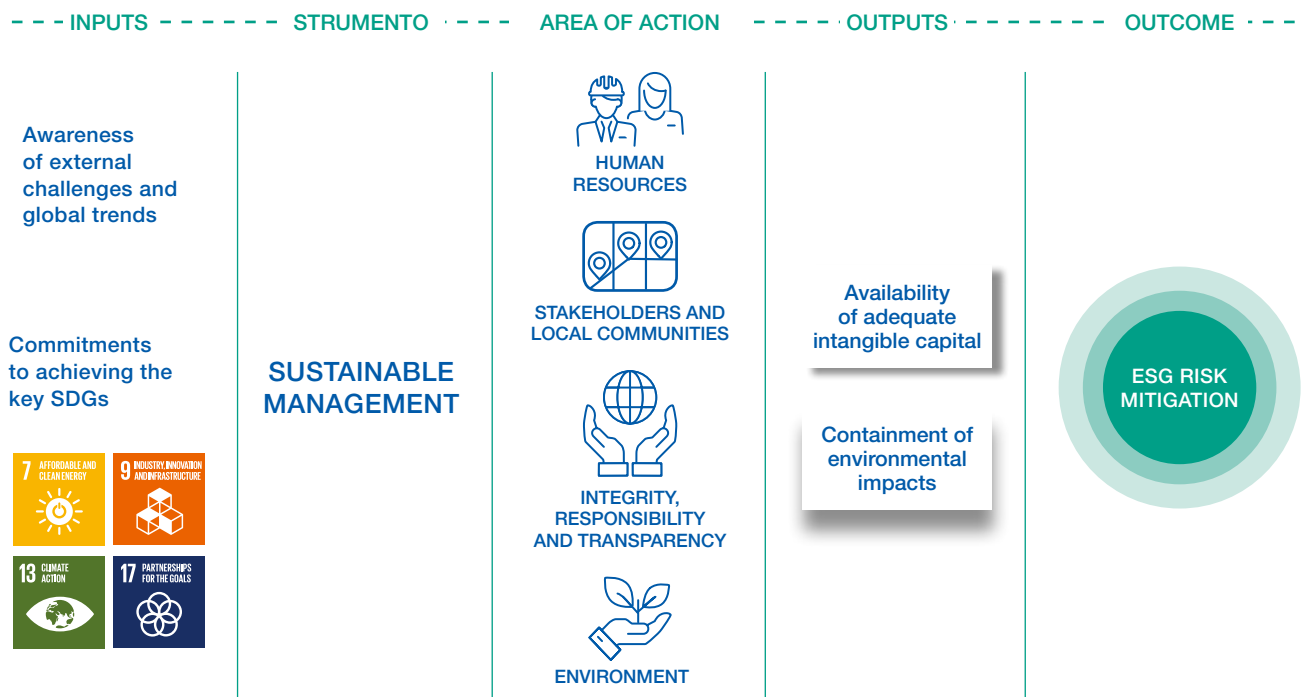 INPUTS
STRUMENTO
AREA OF ACTION
OUTPUTS
OUTCOME
Awareness
of external
challenges and
global trends
Commitments
to achieving the
key SDGs
7 AFFORDABLE AND
CLEAN ENERGY
9 INDUSTRY, INNOVATION
AND INFRASTRUCTURE
13 CLIMATE
ACTION
17 PARTNERSHIPS
FOR THE GOALS
SUSTAINABLE
MANAGEMENT
HUMAN
RESOURCES
STAKEHOLDERS AND
LOCAL COMMUNITIES
INTEGRITY,
RESPONSIBILITY
AND TRANSPARENCY
ENVIRONMENT
Availability
of adequate
intangible capital
Containment of
environmental
impacts
ESG RISK
MITIGATION